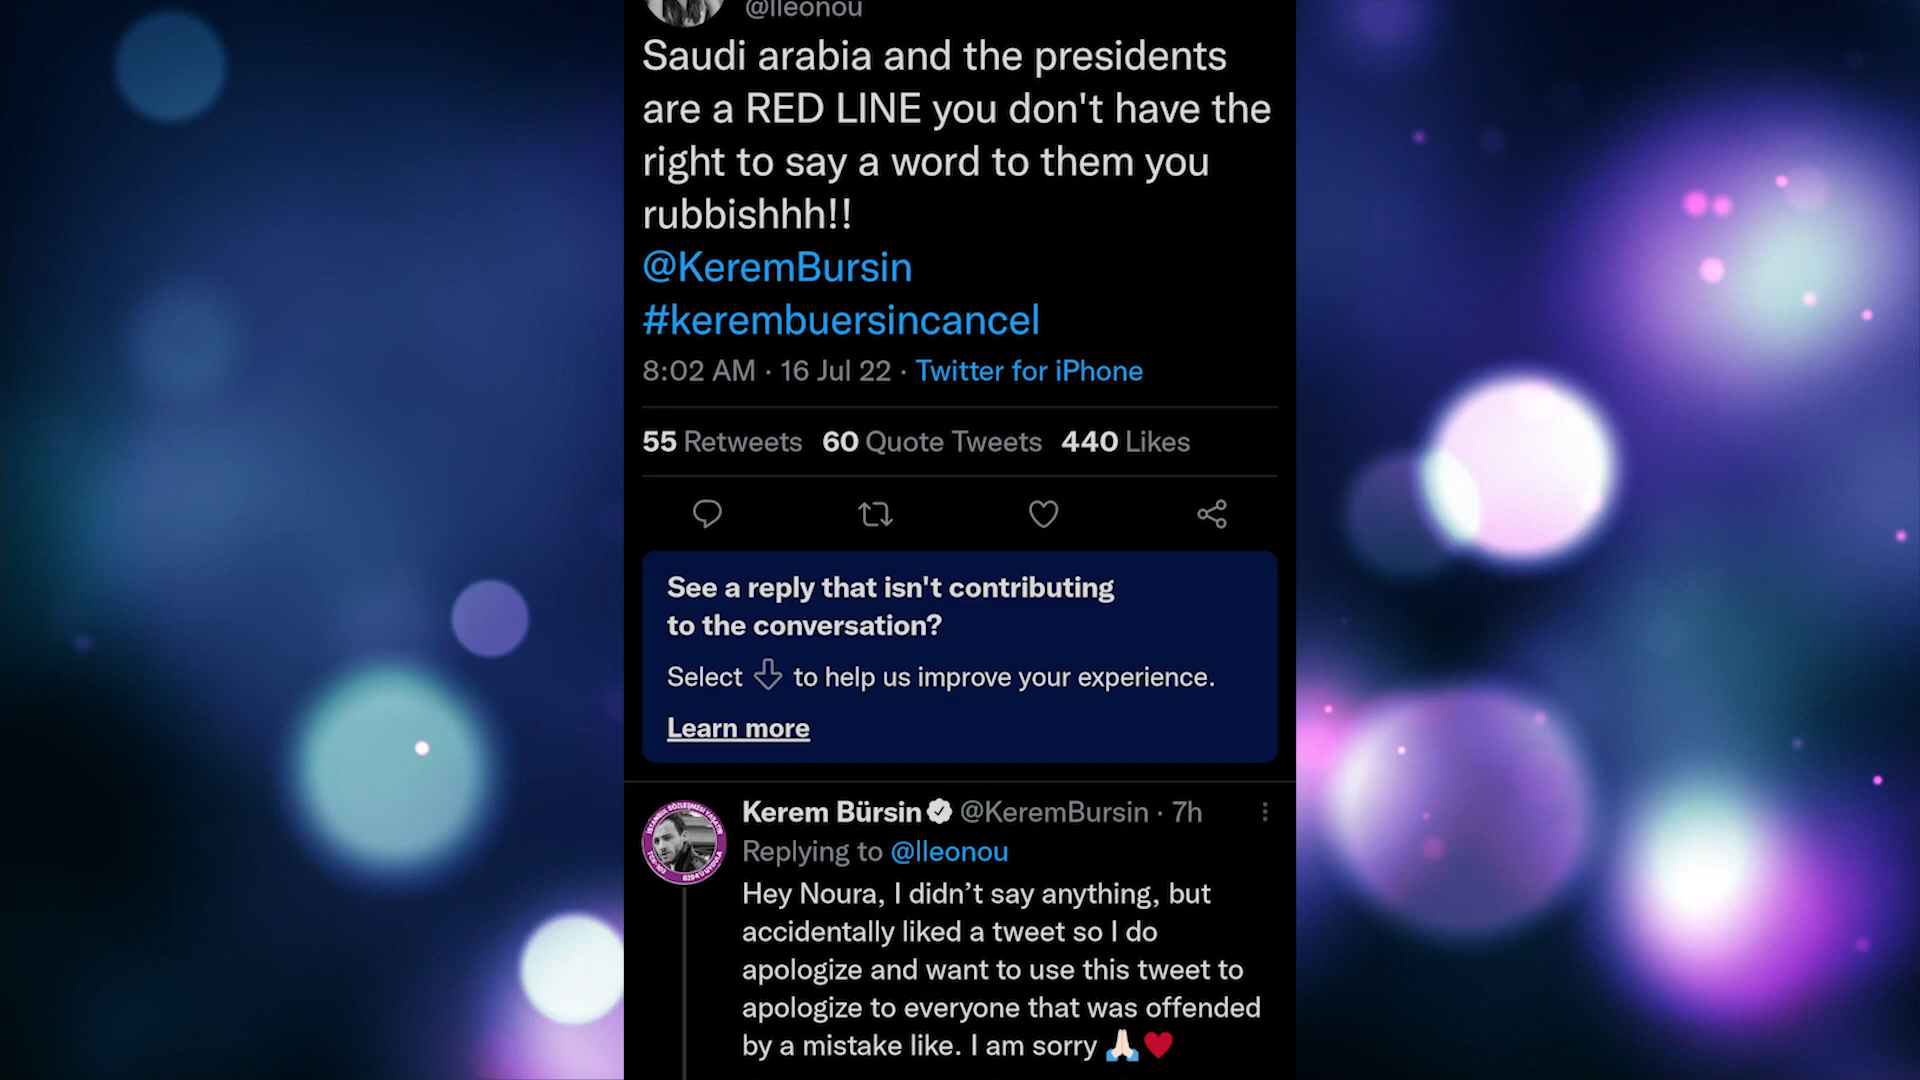 @lleonou
Saudi arabia and the presidents
are a RED LINE you don't have the
right to say a word to them you
rubbishhh!!
@KeremBursin
#kerembuersincancel
8:02 AM · 16 Jul 22 · Twitter for iPhone
55 Retweets 60 Quote Tweets 440 Likes
See a reply that isn't contributing
to the conversation?
Select to help us improve your experience.
Learn more
Kerem Bürsin @KeremBursin · 7h
Replying to @lleonou
Hey Noura, I didn’t say anything, but
accidentally liked a tweet so I do
apologize and want to use this tweet to
apologize to everyone that was offended
by a mistake like. I am sorry 🙏🏻♥️